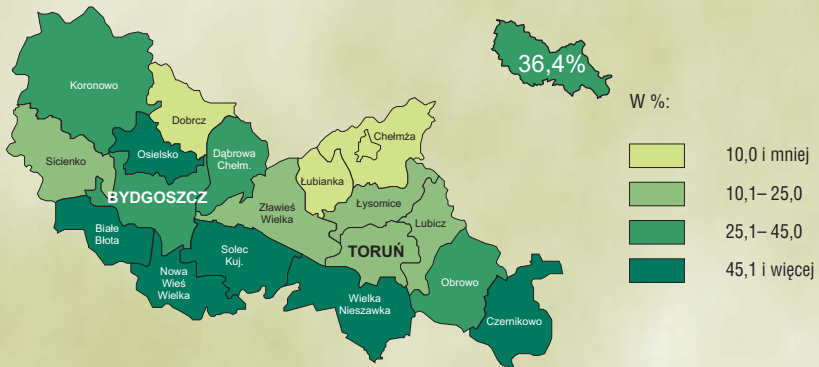 36,4%
W %:
10,0 i mniej
10,1– 25,0
25,1– 45,0
45,1 i więcej
Koronowo
Dobrcz
Sicienko
Osielsko
Dąbrowa
Chełm.
BYDGOSZCZ
Białe
Błota
Nowa
Wieś
Wielka
Solec
Kuj.
Zławieś
Wielka
Łubianka
Chełmża
Łysomice
Lubicz
TORUŃ
Wielka
Nieszawka
Obrowo
Czernikowo